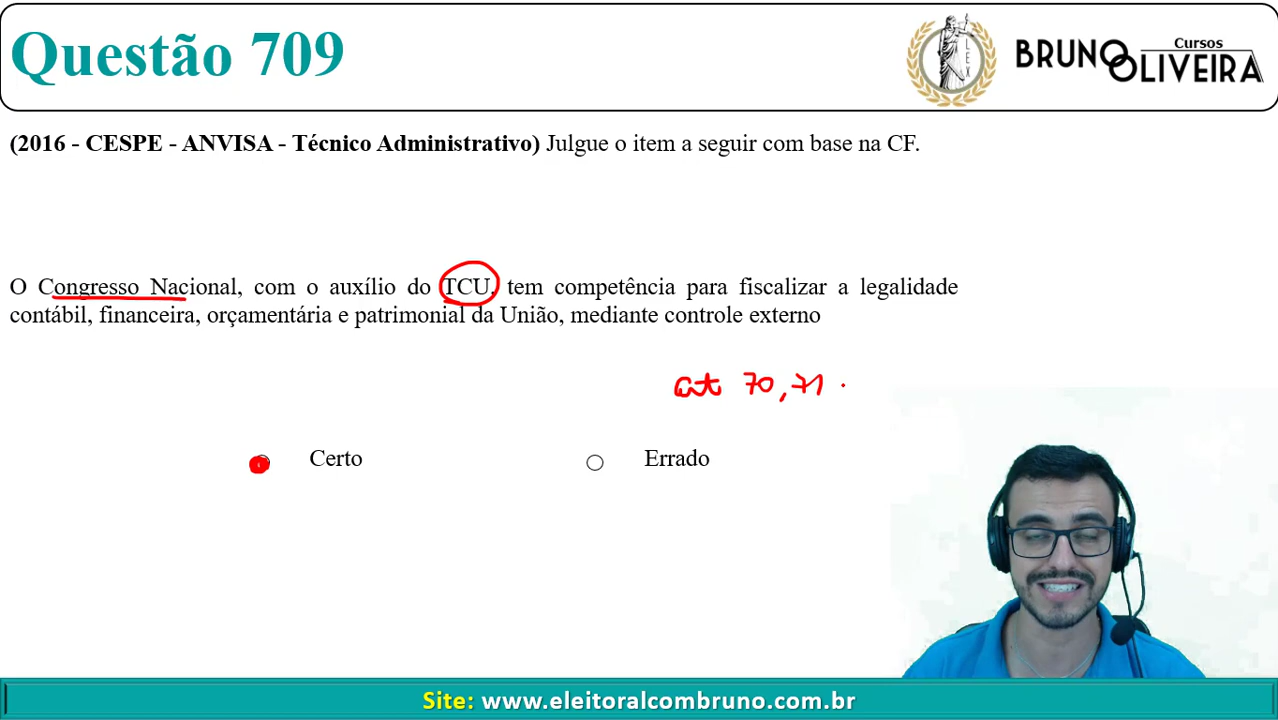 Questão 709
Cursos
BRUNO OLIVEIRA
LEX
(2016 - CESPE - ANVISA - Técnico Administrativo) Julgue o item a seguir com base na CF.
O Congresso Nacional, com o auxílio do TCU, tem competência para fiscalizar a legalidade
contábil, financeira, orçamentária e patrimonial da União, mediante controle externo
art 70, 71
Certo
Errado
Site: www.eleitoralcombruno.com.br